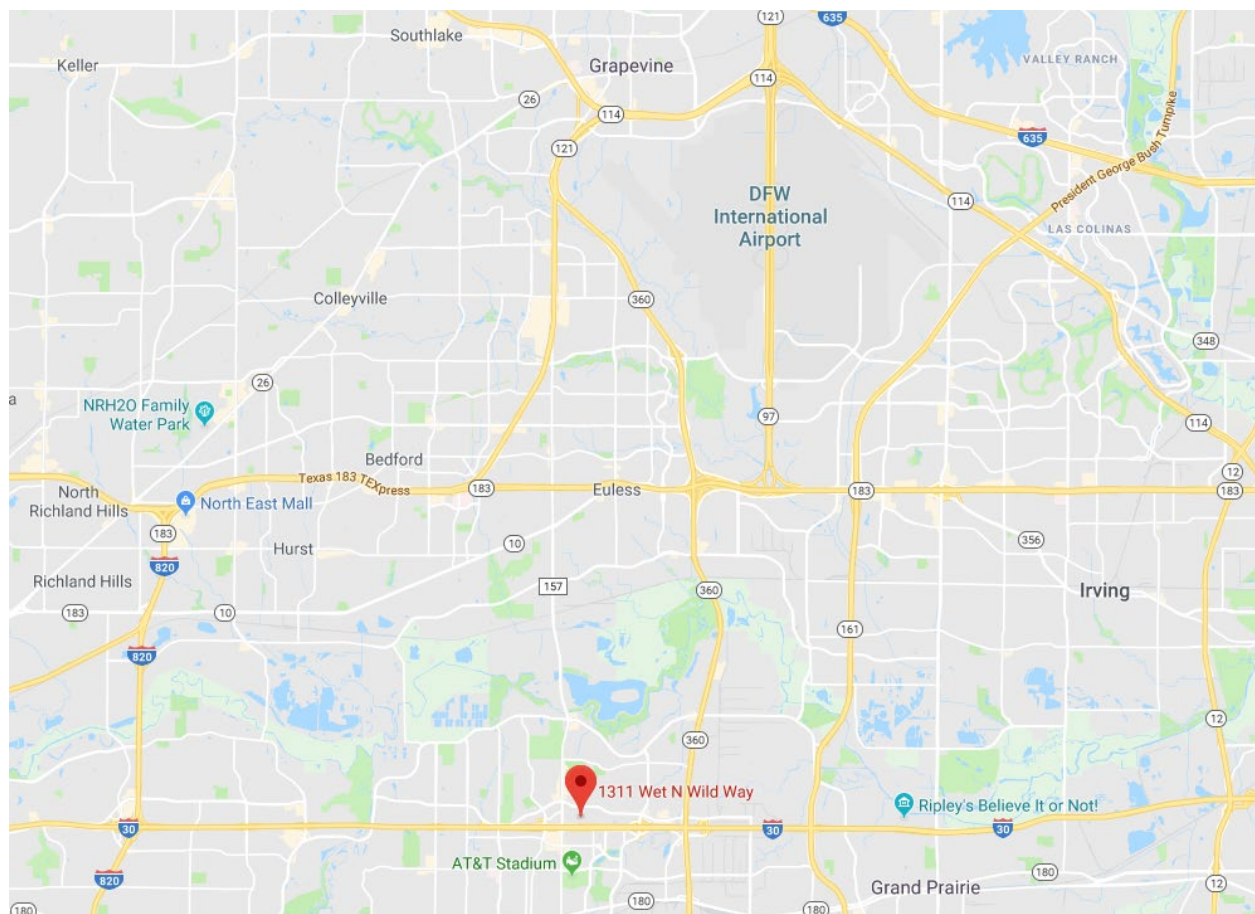 121
635
Southlake
Keller
Grapevine
VALLEY RANCH
114
26
114
114
121
635
President George Bush Turnpike
DFW
International
Airport
114
LAS COLINAS
Colleyville
360
348
26
a
NRH2O Family
Water Park
97
114
Bedford
12
Texas 183 TEXpress
183
Euless
183
183
North
Richland Hills
North East Mall
183
10
356
Hurst
820
Richland Hills
157
360
Irving
183
10
161
820
12
360
1311 Wet N Wild Way
Ripley's Believe It or Not!
30
30
30
AT&T Stadium
820
Grand Prairie
180
12
180
180
180